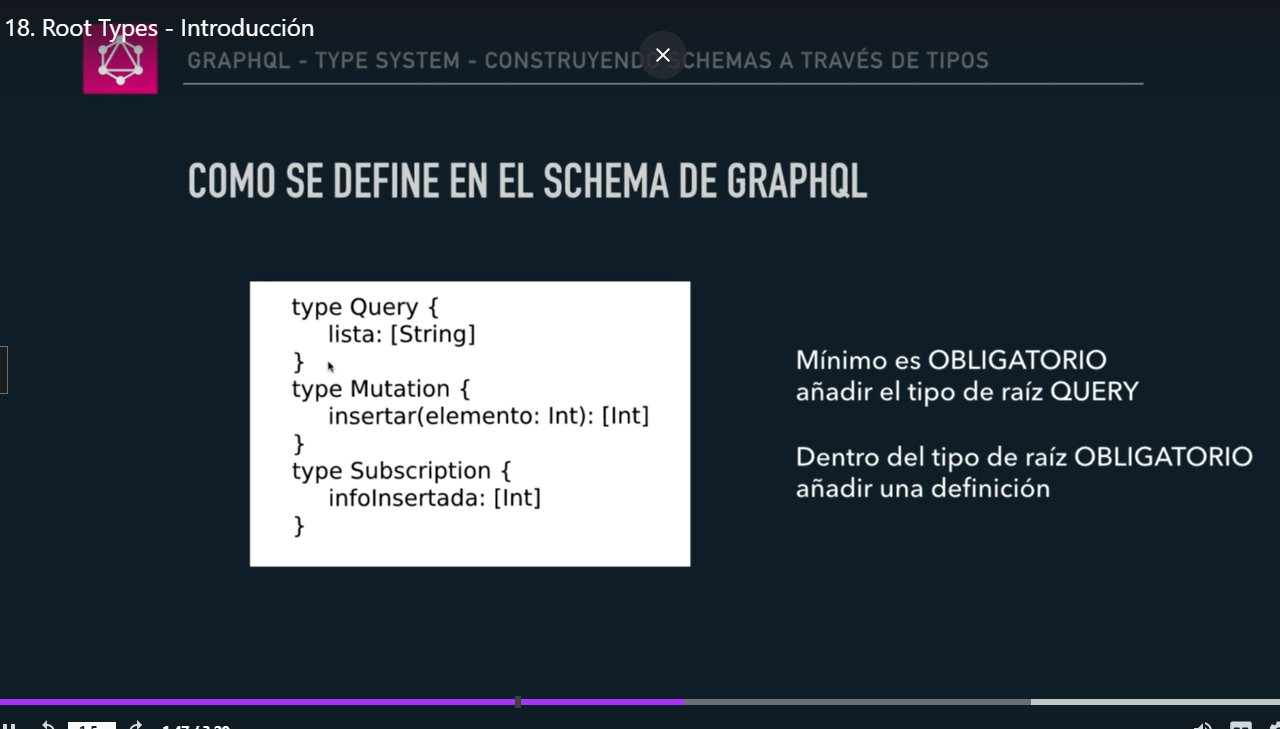 18. Root Types - Introducción
GRAPHQL - TYPE SYSTEM - CONSTRUYENDO SCHEMAS A TRAVÉS DE TIPOS
COMO SE DEFINE EN EL SCHEMA DE GRAPHQL
type Query {
lista: [String]
}
type Mutation {
insertar(elemento: Int): [Int]
}
type Subscription {
infoInsertada: [Int]
}
Mínimo es OBLIGATORIO
añadir el tipo de raíz QUERY
Dentro del tipo de raíz OBLIGATORIO
añadir una definición